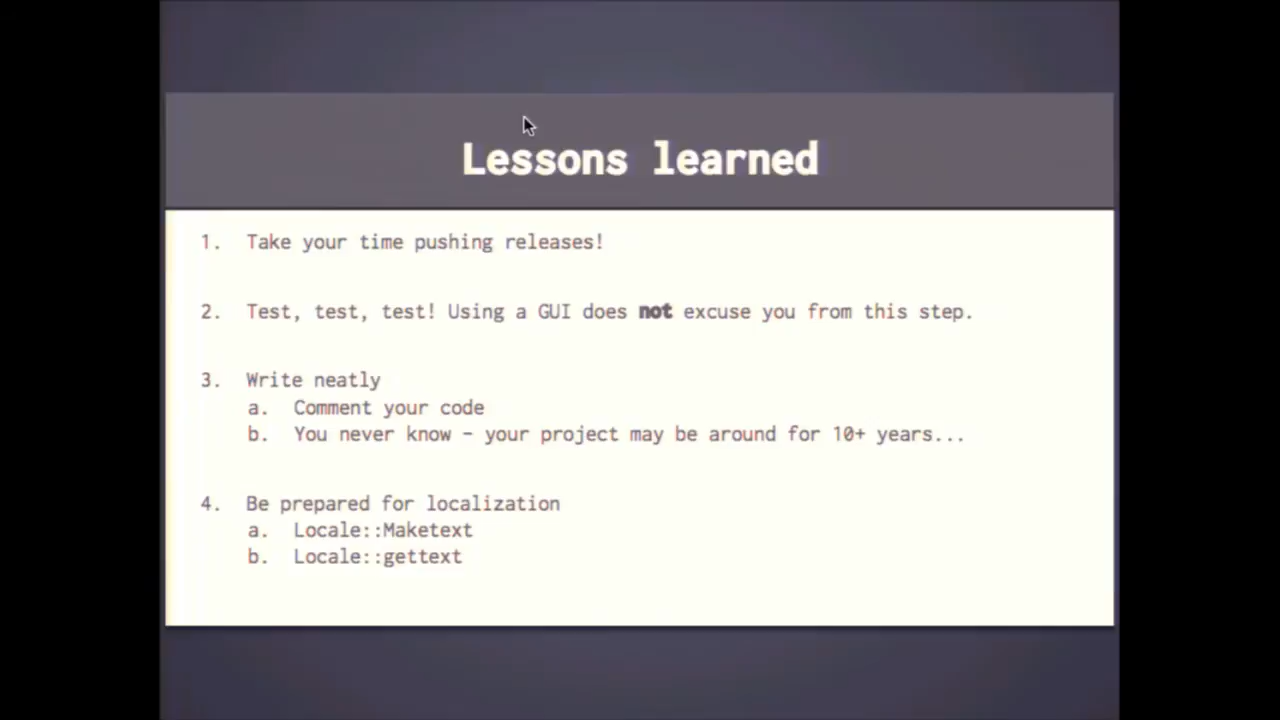 Lessons learned
1. Take your time pushing releases!
2. Test, test, test! Using a GUI does not excuse you from this step.
3. Write neatly
a. Comment your code
b. You never know - your project may be around for 10+ years...
4. Be prepared for localization
a. Locale::Maketext
b. Locale::gettext